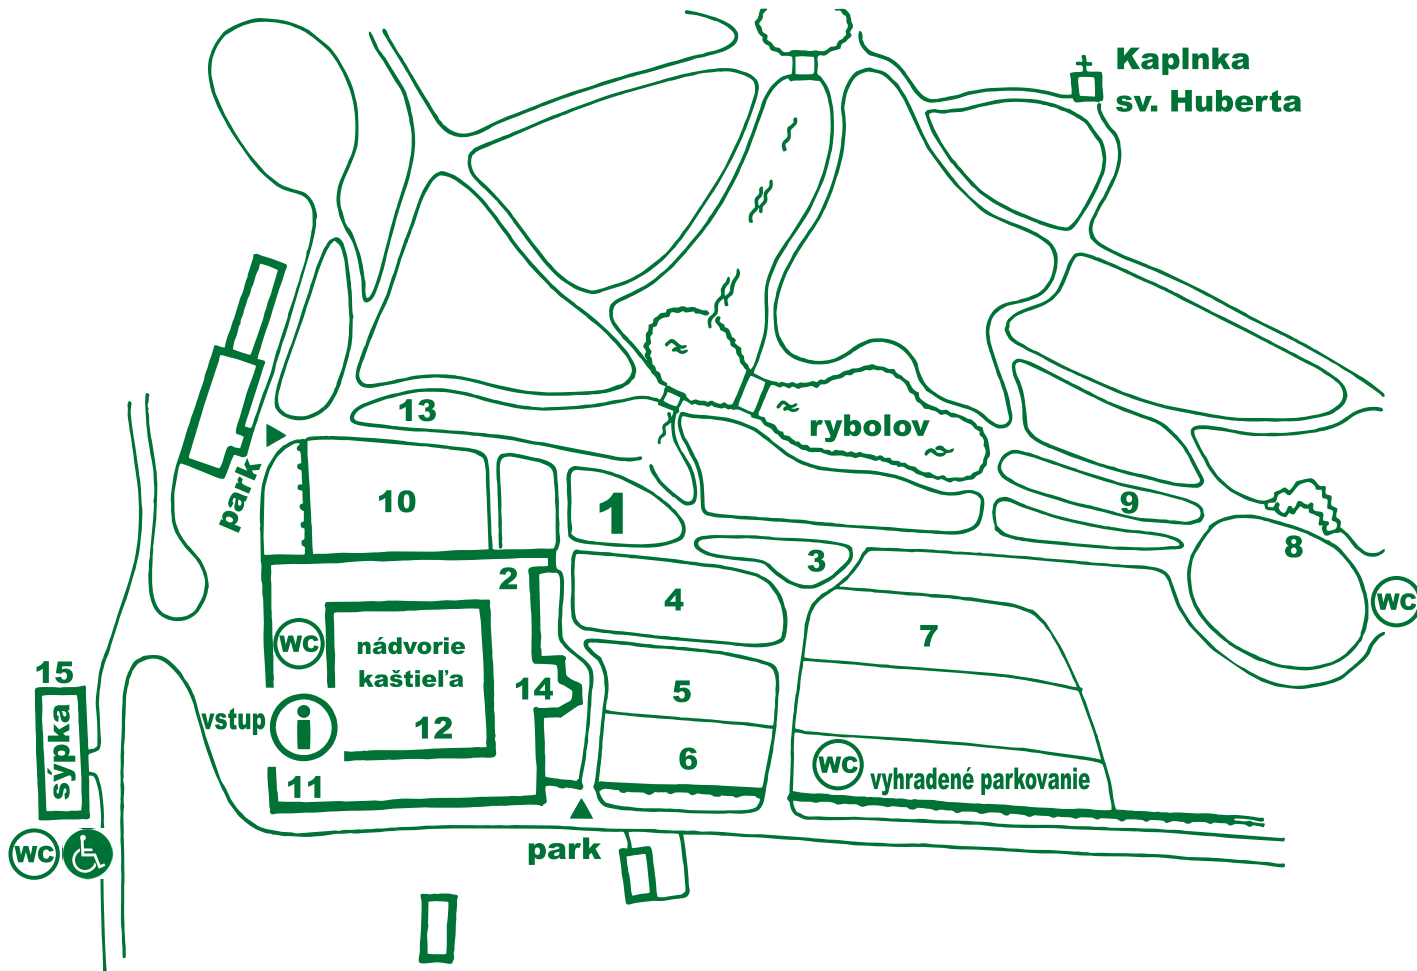 Kaplnka
sv. Huberta
13
rybolov
park
10
1
9
8
3
2
4
WC
7
WC
nádvorie
kaštieľa
15
14
5
sýpka
vstup
i
12
6
WC
vyhradené parkovanie
11
WC
park